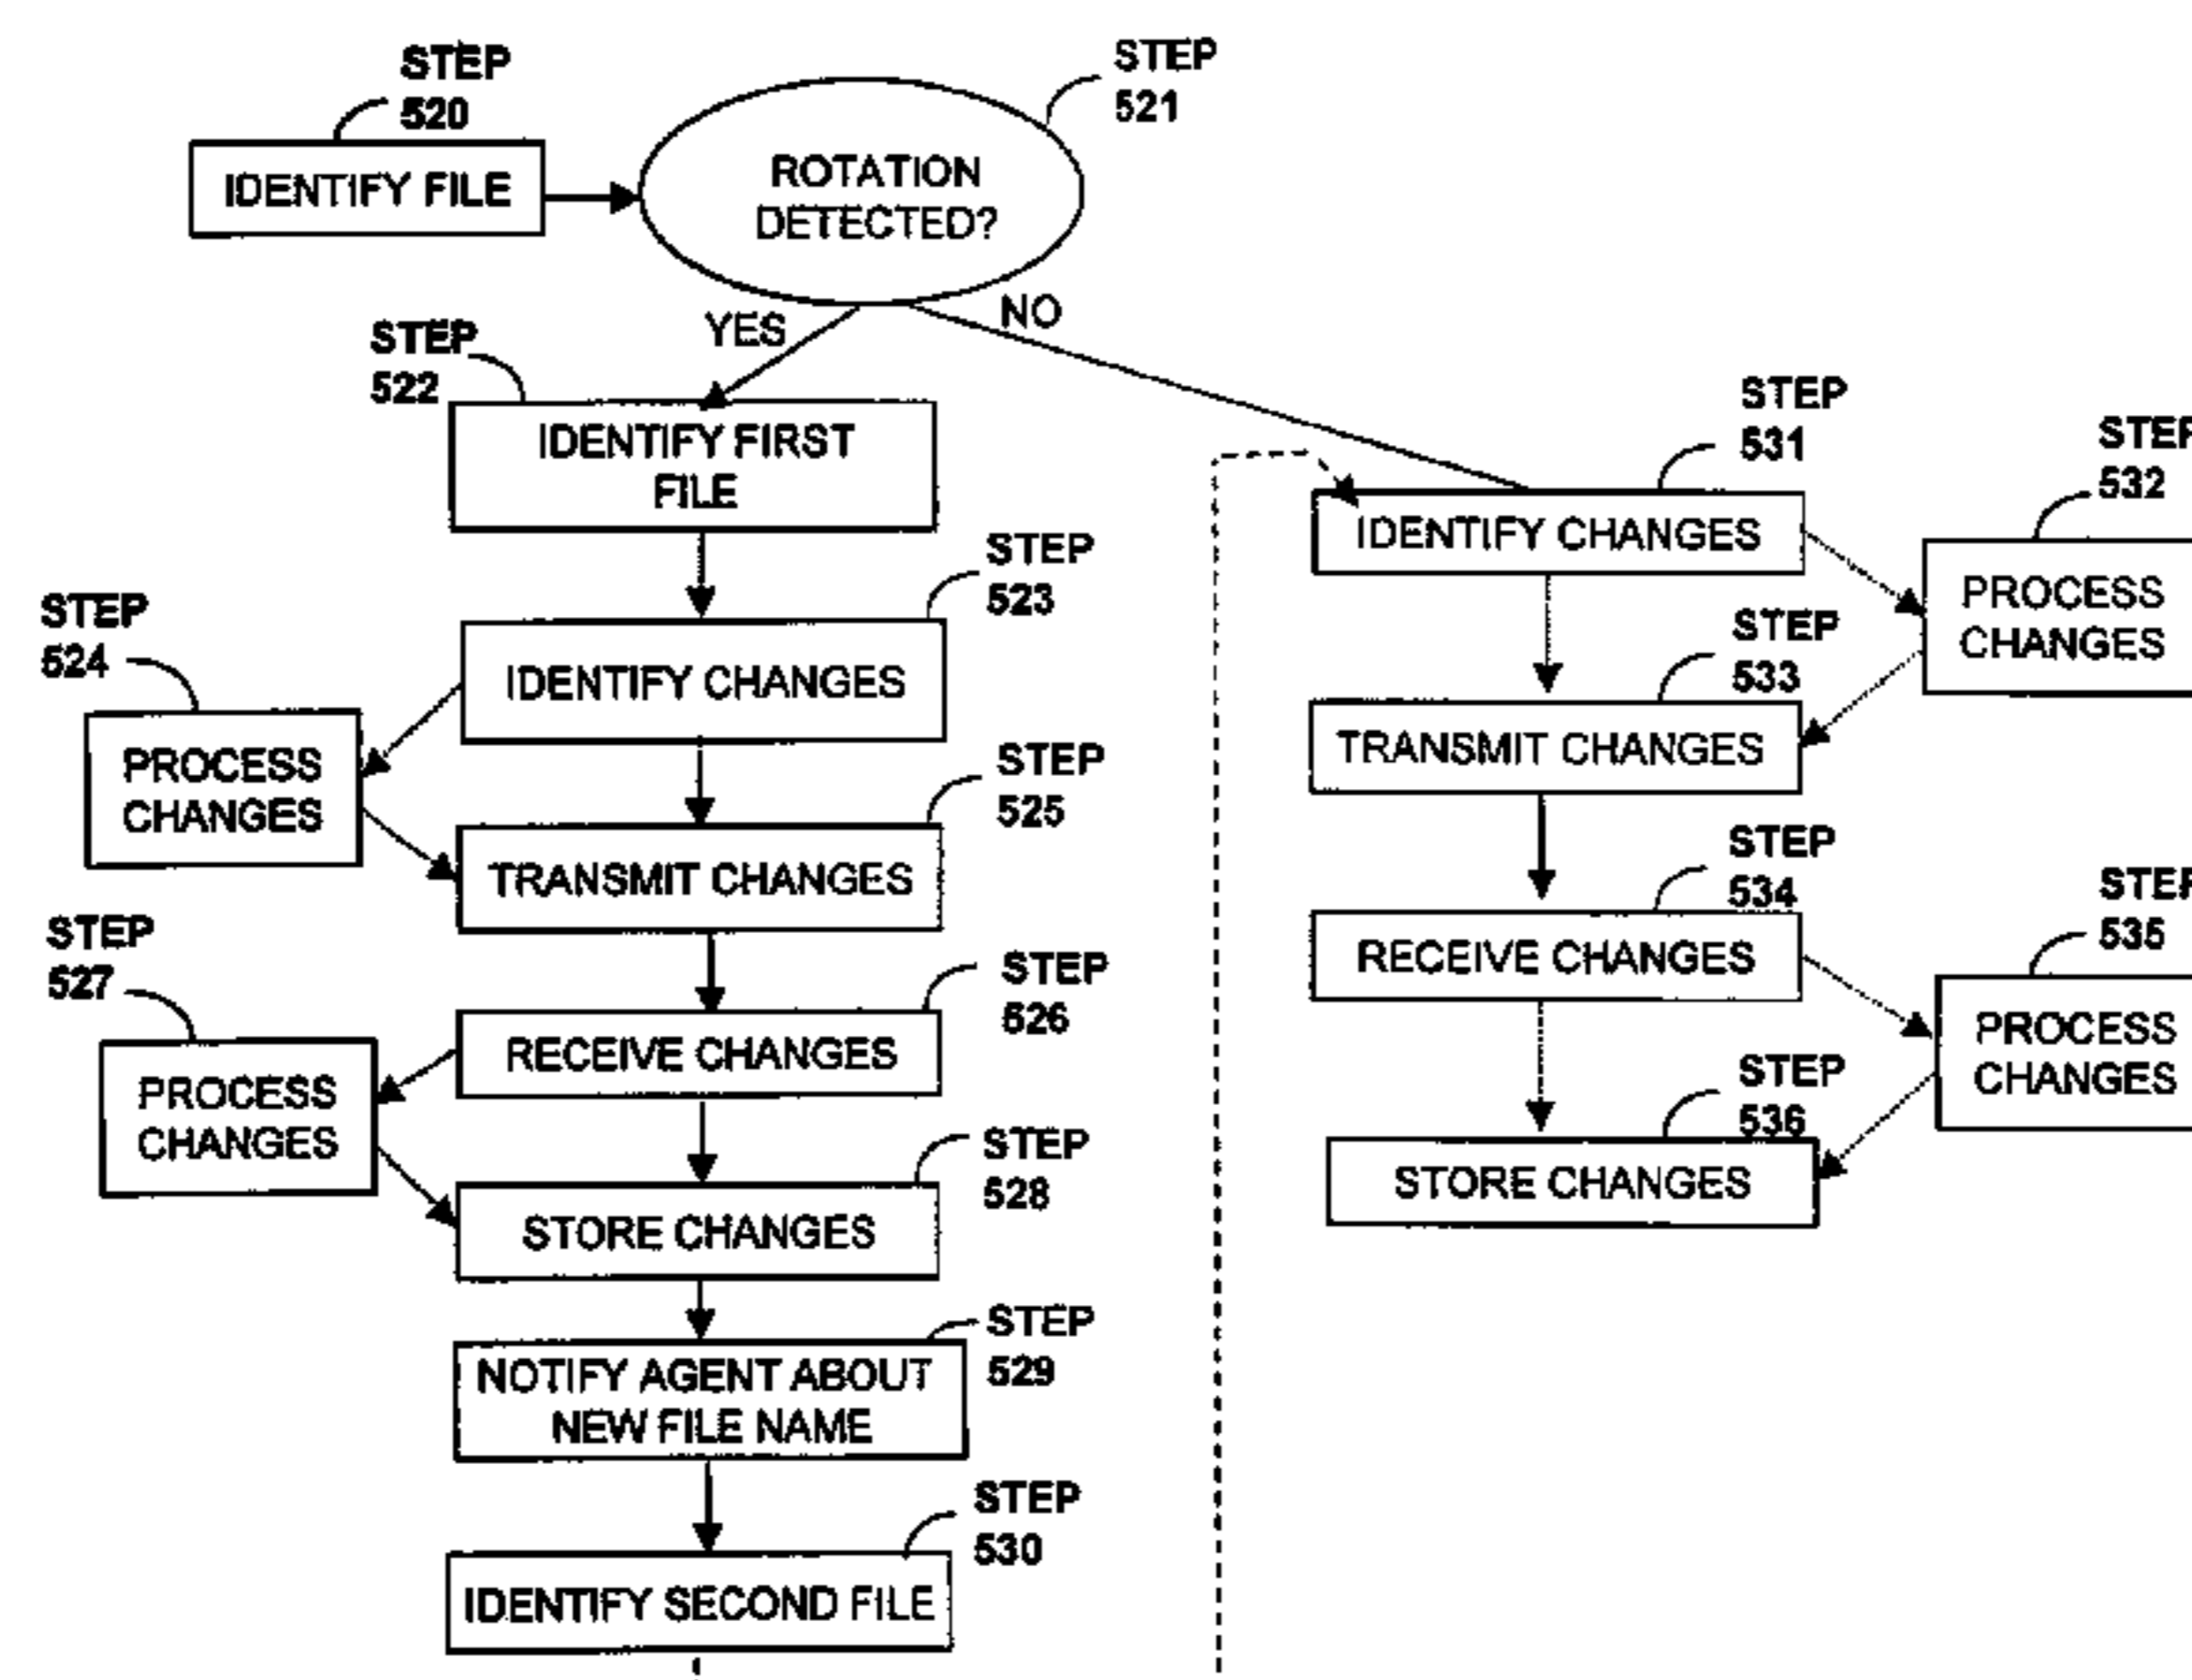 STEP
520
IDENTIFY FILE
STEP
521
ROTATION
DETECTED?
YES
NO
STEP
522
IDENTIFY FIRST
FILE
STEP
523
IDENTIFY CHANGES
STEP
524
PROCESS
CHANGES
STEP
525
TRANSMIT CHANGES
STEP
526
RECEIVE CHANGES
STEP
527
PROCESS
CHANGES
STEP
528
STORE CHANGES
STEP
529
NOTIFY AGENT ABOUT
NEW FILE NAME
STEP
530
IDENTIFY SECOND FILE
STEP
531
IDENTIFY CHANGES
STEP
532
PROCESS
CHANGES
STEP
533
TRANSMIT CHANGES
STEP
534
RECEIVE CHANGES
STEP
535
PROCESS
CHANGES
STEP
536
STORE CHANGES